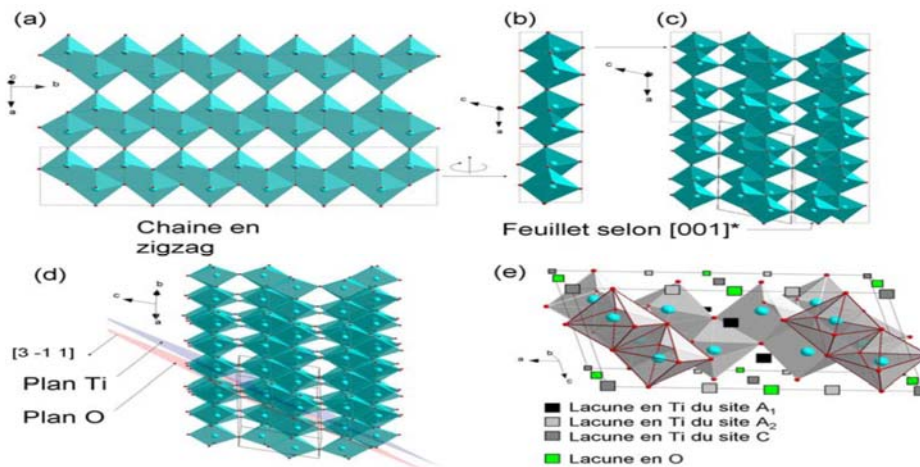 (a)
(b)
(c)
c
b
a
c
a
c
a
Chaine en
zigzag
Feuillet selon [001]*
(d)
c
b
a
[3 -1 1]
Plan Ti
Plan O
(e)
a
b
c
Lacune en Ti du site A1
Lacune en Ti du site A2
Lacune en Ti du site C
Lacune en O